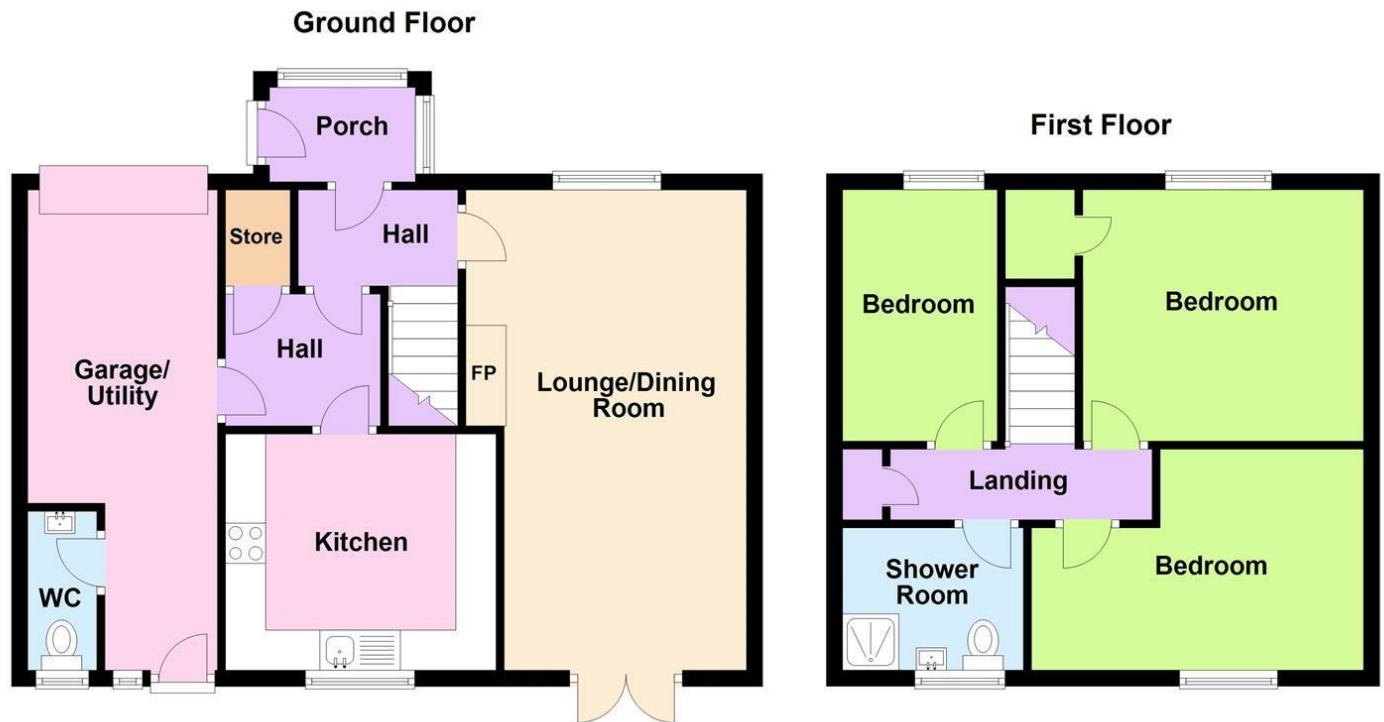 Ground Floor
Porch
Store
Hall
Hall
Garage/
Utility
FP
Lounge/Dining
Room
Kitchen
WC
First Floor
Bedroom
Bedroom
Landing
Shower
Room
Bedroom